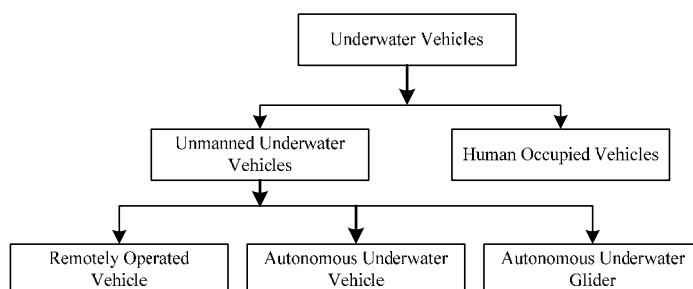 Underwater Vehicles
Unmanned Underwater
Vehicles
Human Occupied Vehicles
Remotely Operated
Vehicle
Autonomous Underwater
Vehicle
Autonomous Underwater
Glider